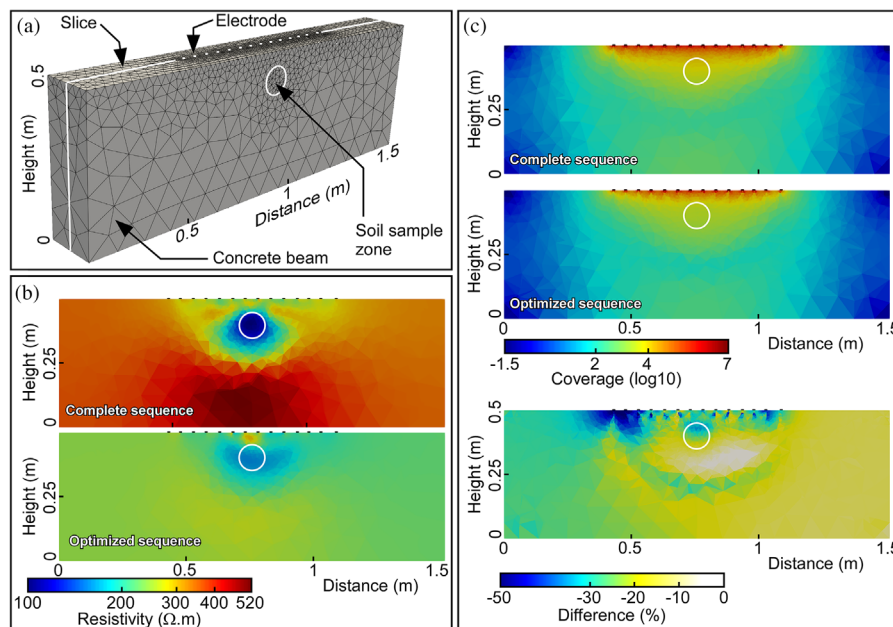 (a)
Slice
Electrode
0.5
Height (m)
0
0.5
1
1.5
Distance (m)
Concrete beam
Soil sample
zone
(b)
Height (m)
0.25
0
Complete sequence
Height (m)
0.25
0
Optimized sequence
0
0.5
1
1.5
Distance (m)
100
200
300
400
520
Resistivity (Ω.m)
(c)
Height (m)
0.5
0.25
0
Complete sequence
Height (m)
0.5
0.25
0
Optimized sequence
0
0.5
1
1.5
Distance (m)
-1.5
2
4
7
Coverage (log10)
Height (m)
0.5
0.25
0
0
0.5
1
1.5
Distance (m)
-50
-30
-20
-10
0
Difference (%)